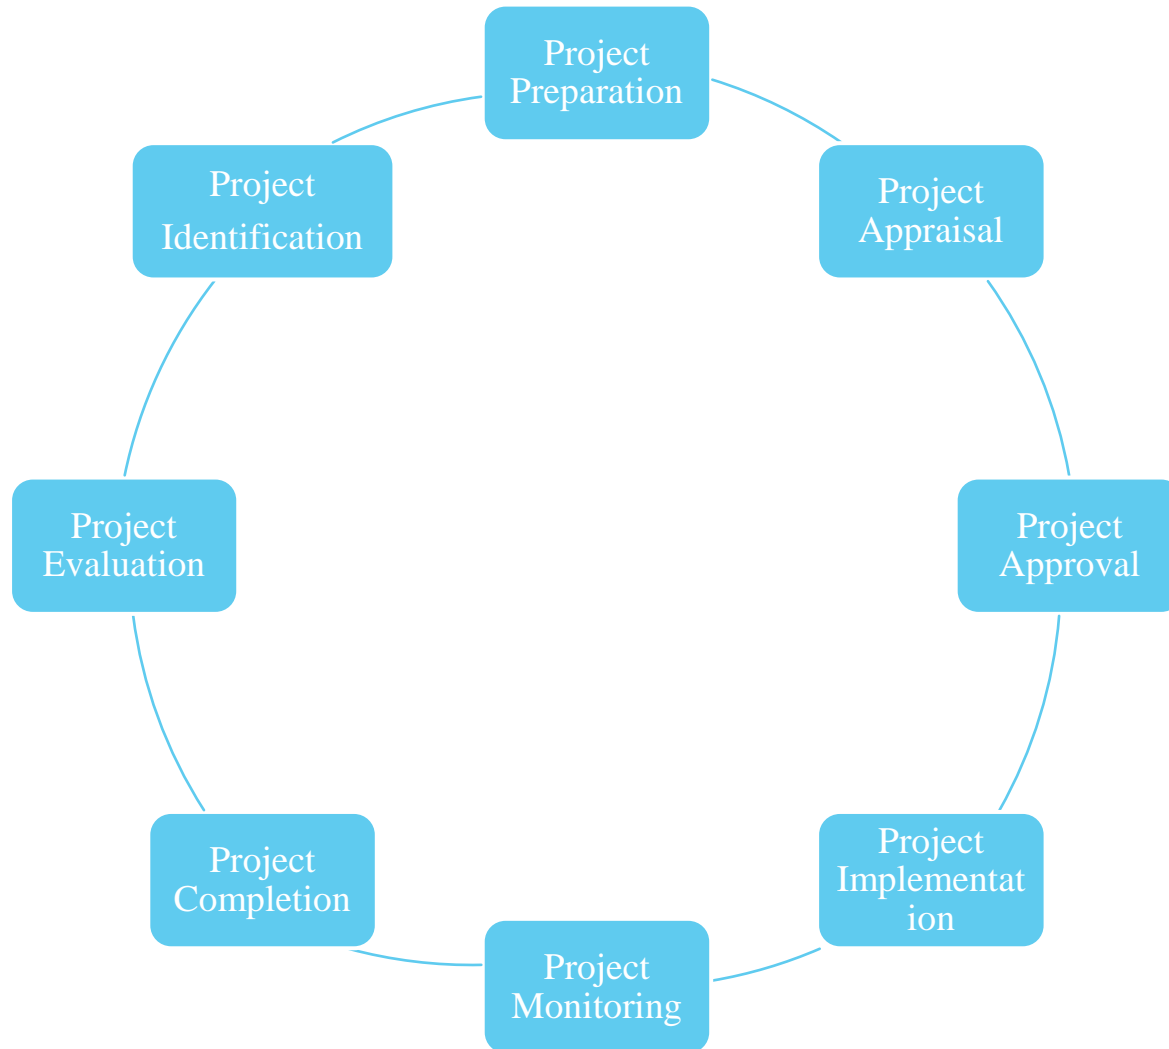 Project
Preparation
Project
Appraisal
Project
Approval
Project
Implementat
ion
Project
Monitoring
Project
Completion
Project
Evaluation
Project
Identification